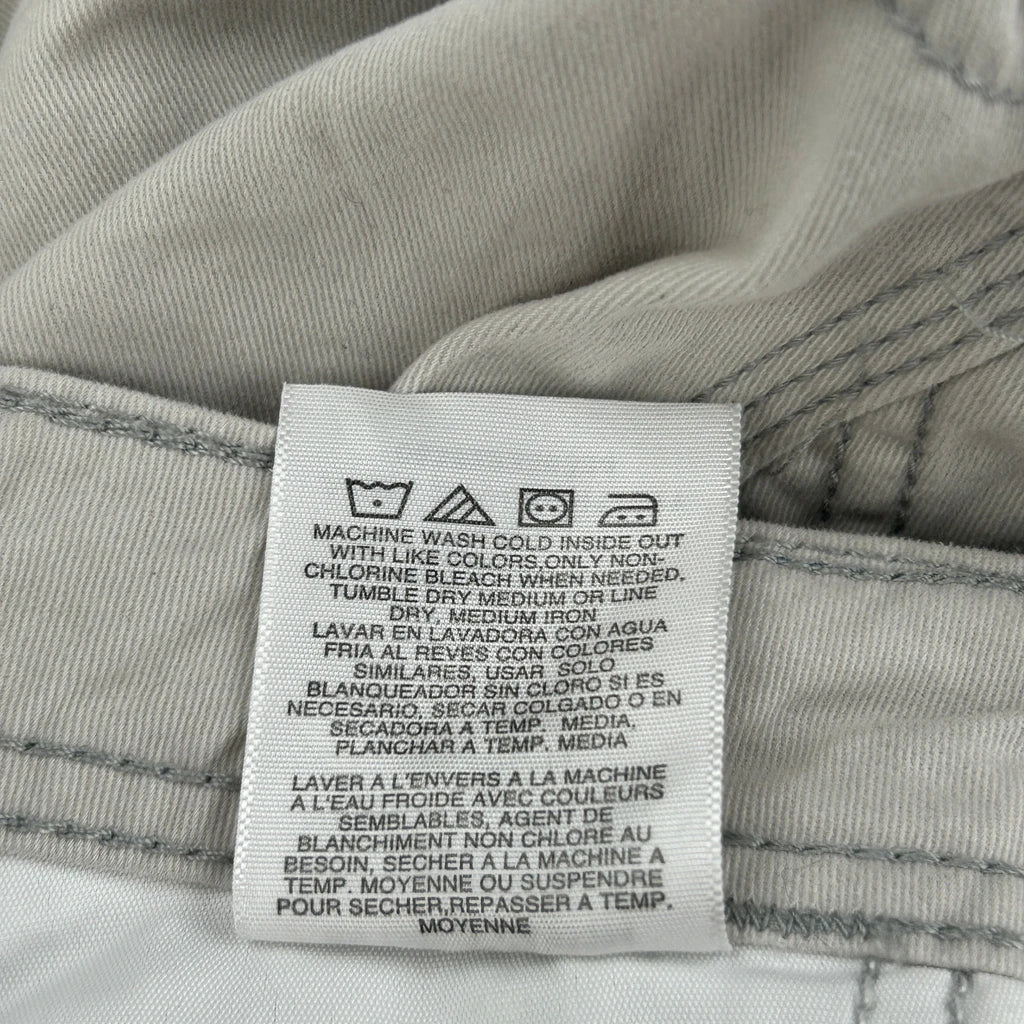 MACHINE WASH COLD INSIDE OUT
WITH LIKE COLORS,ONLY NON-
CHLORINE BLEACH WHEN NEEDED.
TUMBLE DRY MEDIUM OR LINE
DRY, MEDIUM IRON
LAVAR EN LAVADORA CON AGUA
FRIA AL REVES CON COLORES
SIMILARES, USAR SOLO
BLANQUEADOR SIN CLORO SI ES
NECESARIO, SECAR COLGADO O EN
SECADORA A TEMP. MEDIA,
PLANCHAR A TEMP. MEDIA
LAVER A L'ENVERS A LA MACHINE
A L'EAU FROIDE AVEC COULEURS
SEMBLABLES, AGENT DE
BLANCHIMENT NON CHLORE AU
BESOIN, SECHER A LA MACHINE A
TEMP. MOYENNE OU SUSPENDRE
POUR SECHER,REPASSER A TEMP.
MOYENNE